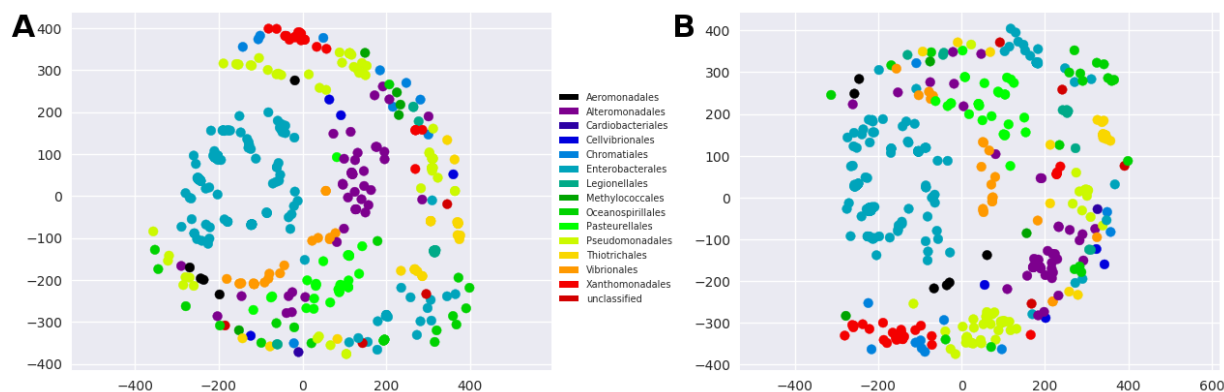 A
400
300
200
100
0
−100
−200
−300
−400
−400
−200
0
200
400
Aeromonadales
Alteromonadales
Cardiobacteriales
Cellvibrionales
Chromatiales
Enterobacterales
Legionellales
Methylococcales
Oceanospirillales
Pasteurellales
Pseudomonadales
Thiotrichales
Vibrionales
Xanthomonadales
unclassified
B
400
300
200
100
0
−100
−200
−300
−400
−400
−200
0
200
400
600